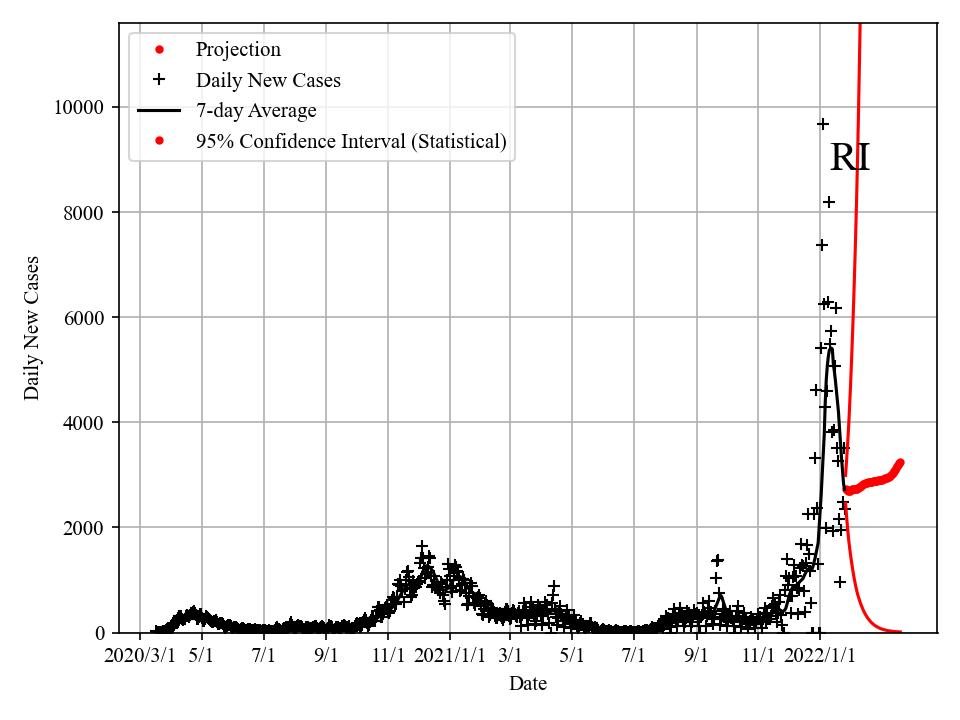 Projection
Daily New Cases
7-day Average
95% Confidence Interval (Statistical)
RI
10000
8000
6000
4000
2000
0
Daily New Cases
2020/3/1 5/1 7/1 9/1 11/1 2021/1/1 3/1 5/1 7/1 9/1 11/1 2022/1/1
Date